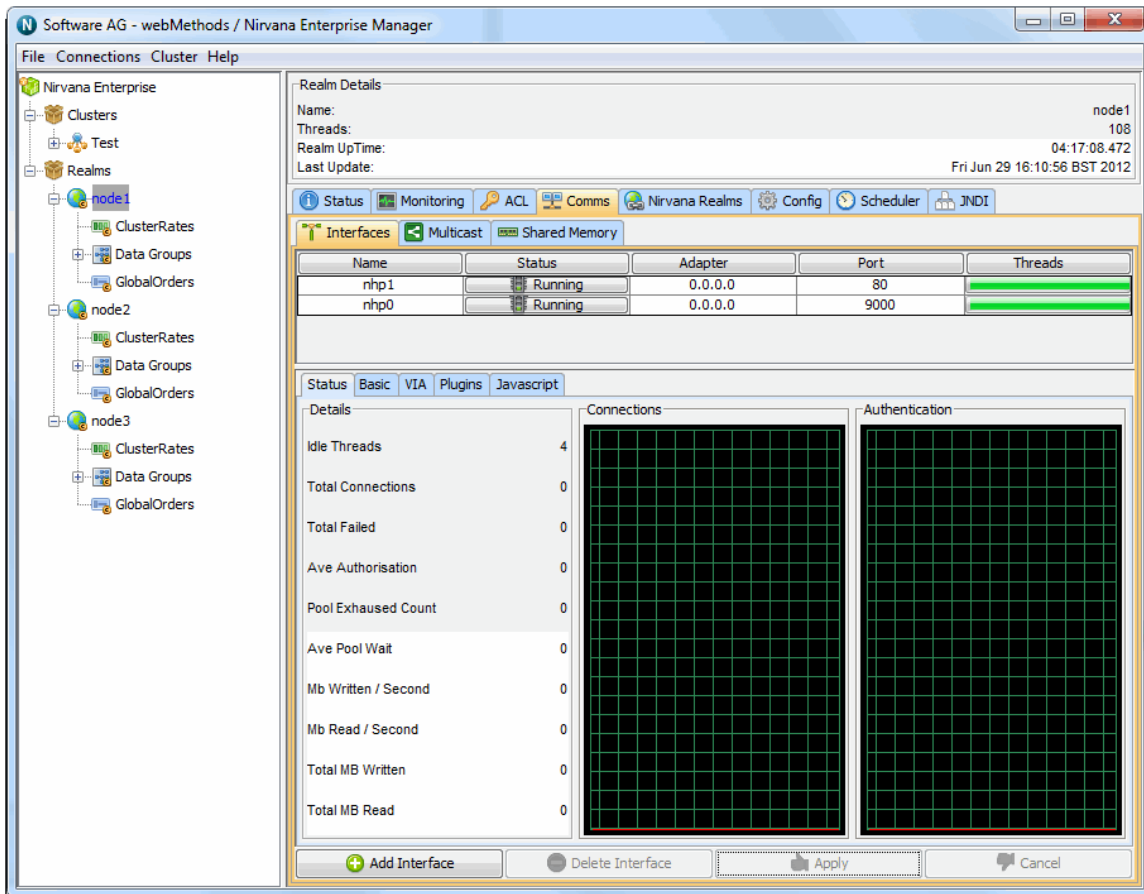 Software AG - webMethods / Nirvana Enterprise Manager
File Connections Cluster Help
Nirvana Enterprise
Clusters
Test
Realms
node1
ClusterRates
Data Groups
GlobalOrders
node2
ClusterRates
Data Groups
GlobalOrders
node3
ClusterRates
Data Groups
GlobalOrders
Realm Details
Name: node1
Threads: 108
Realm UpTime: 04:17:08.472
Last Update: Fri Jun 29 16:10:56 BST 2012
Status Monitoring ACL Comms Nirvana Realms Config Scheduler JNDI
Interfaces Multicast Shared Memory
Name Status Adapter Port Threads
nhp1 Running 0.0.0.0 80
nhp0 Running 0.0.0.0 9000
Status Basic VIA Plugins Javascript
Details Connections Authentication
Idle Threads 4
Total Connections 0
Total Failed 0
Ave Authorisation 0
Pool Exhaused Count 0
Ave Pool Wait 0
Mb Written / Second 0
Mb Read / Second 0
Total MB Written 0
Total MB Read 0
Add Interface Delete Interface Apply Cancel